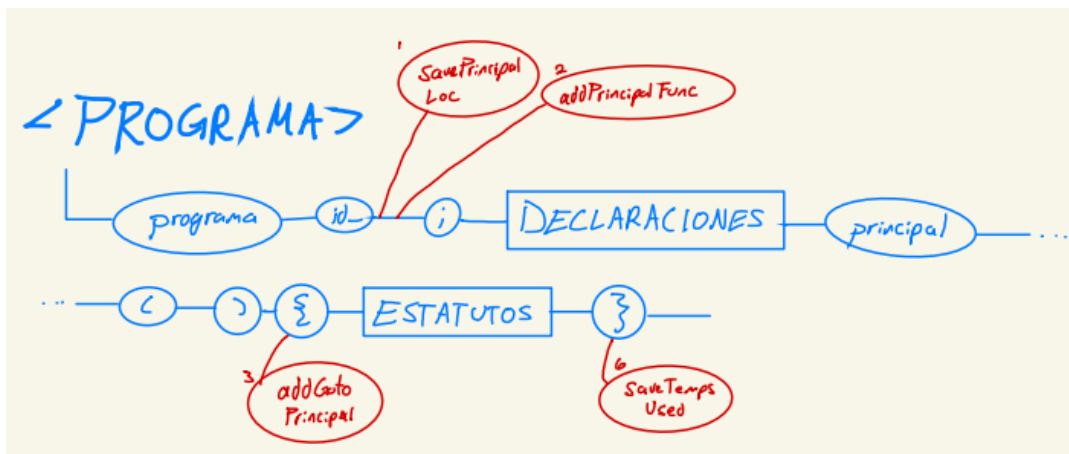 1
SavePrincipal
Loc
2
addPrincipalFunc
<PROGRAMA>
programa id_ ; DECLARACIONES principal ...
... ( ) { ESTATUTOS }
3
addGoto
Principal
6
SaveTemps
Used